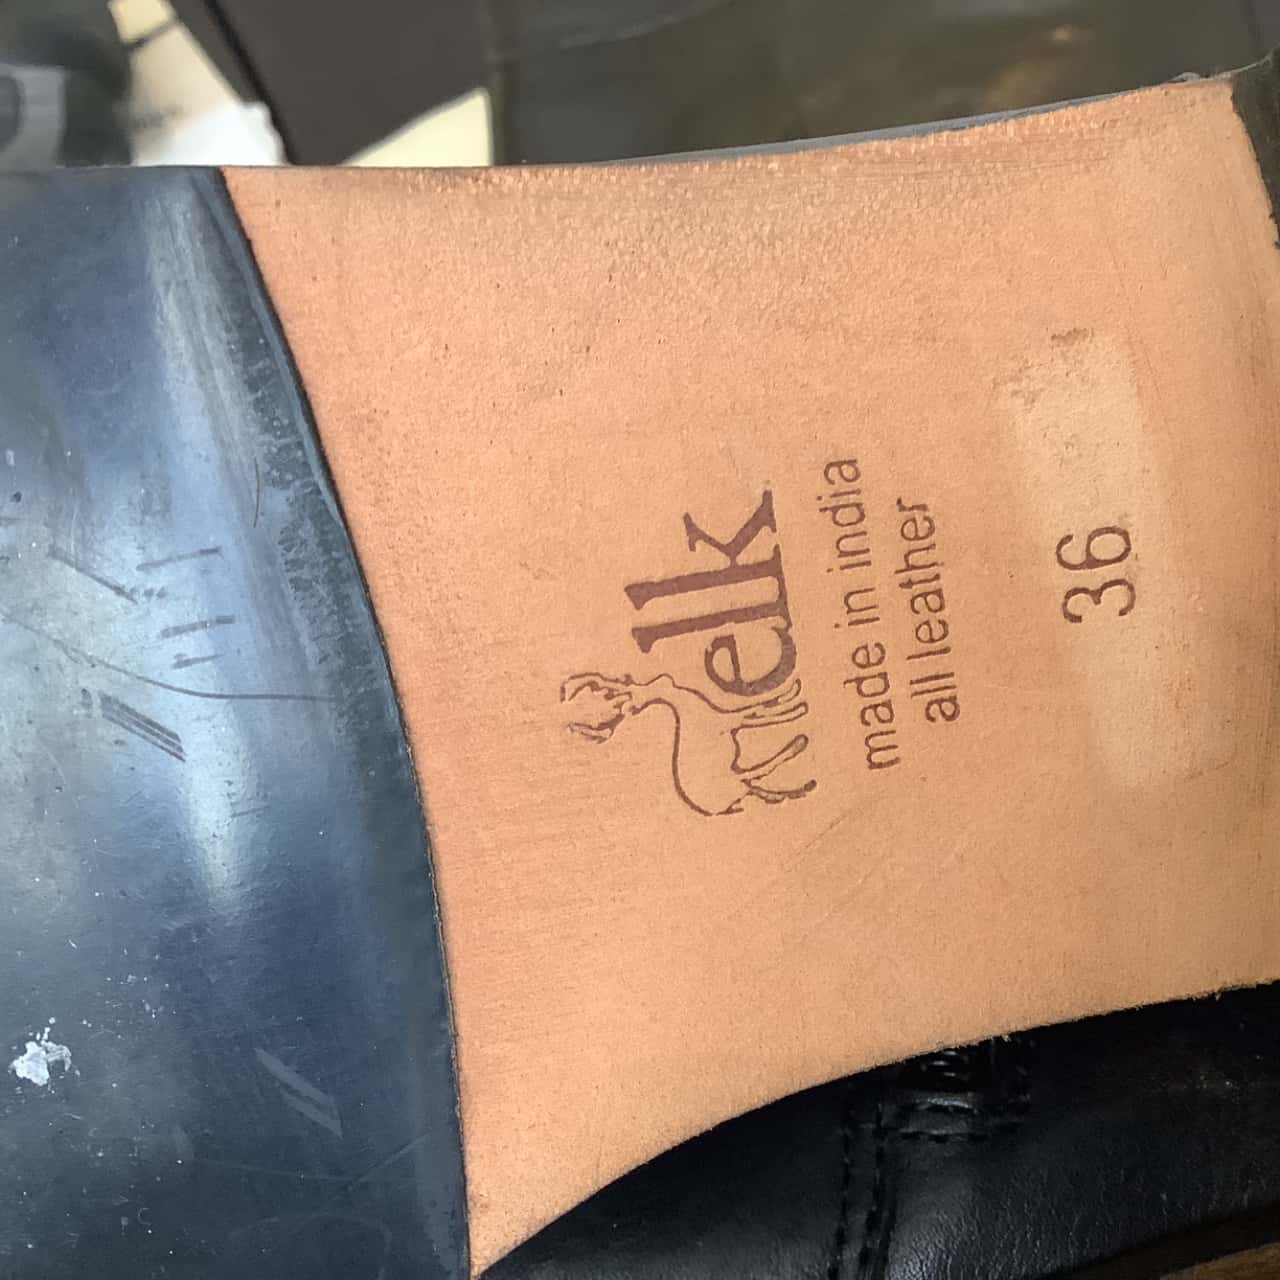 elk
made in india
all leather
36